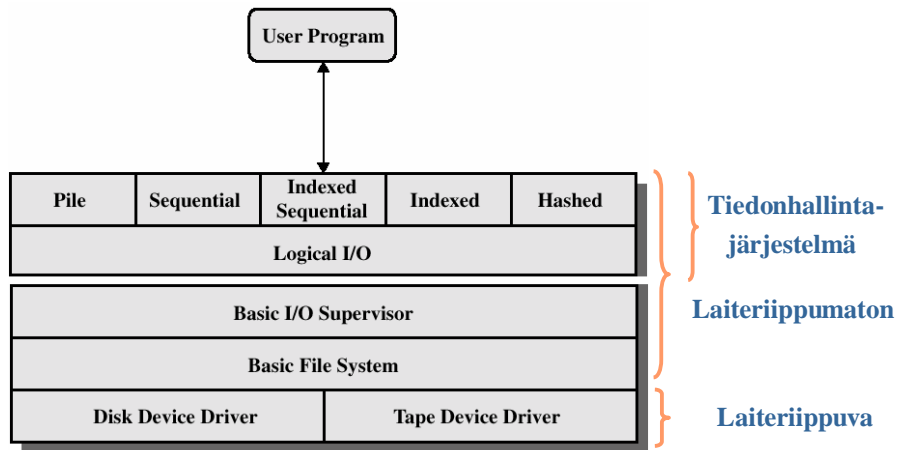 User Program
Pile
Sequential
Indexed
Sequential
Indexed
Hashed
Logical I/O
Basic I/O Supervisor
Basic File System
Disk Device Driver
Tape Device Driver
Tiedonhallinta-
järjestelmä
Laiteriippumaton
Laiteriippuva